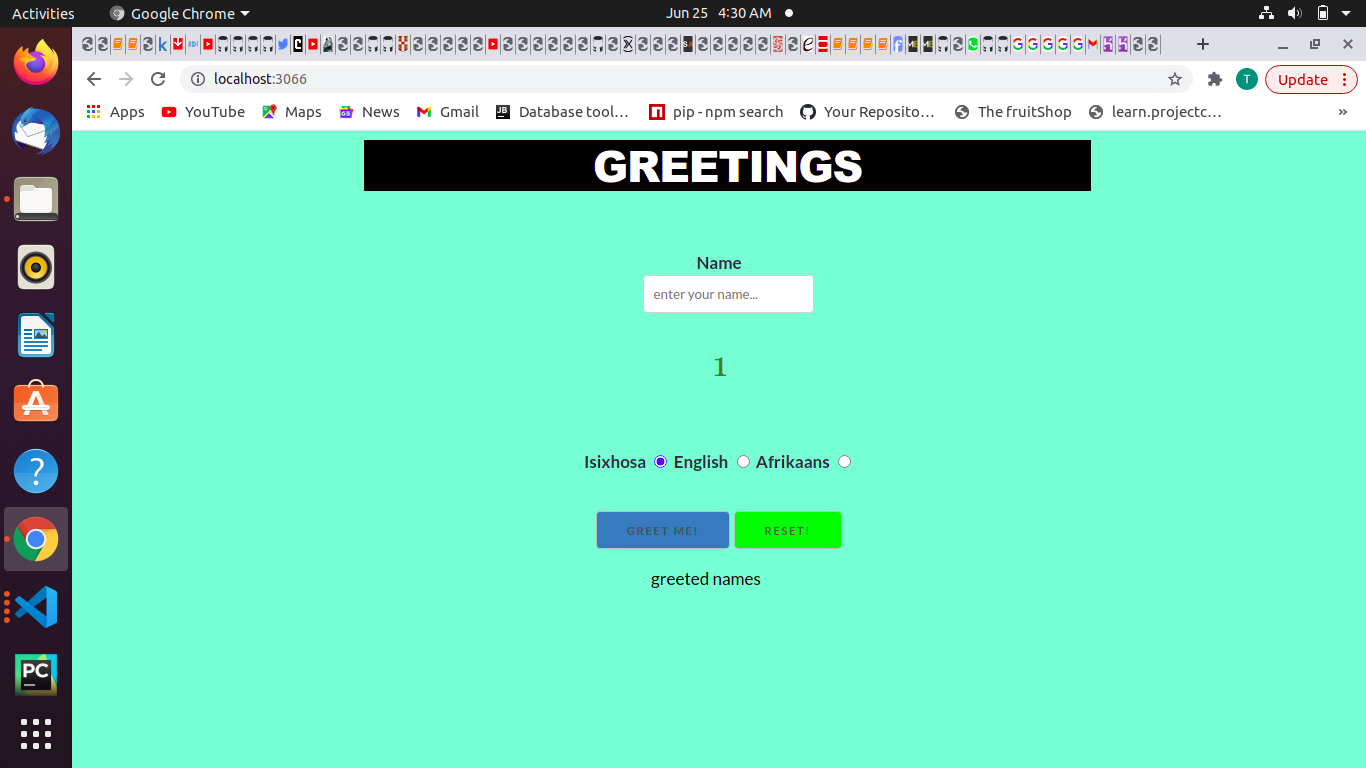 Activities Google Chrome Jun 25 4:30 AM
localhost:3066 T Update
Apps YouTube Maps News Gmail Database tool… pip - npm search Your Reposito… The fruitShop learn.projectc… »
GREETINGS
Name
enter your name...
1
Isixhosa English Afrikaans
GREET ME! RESET!
greeted names
PC